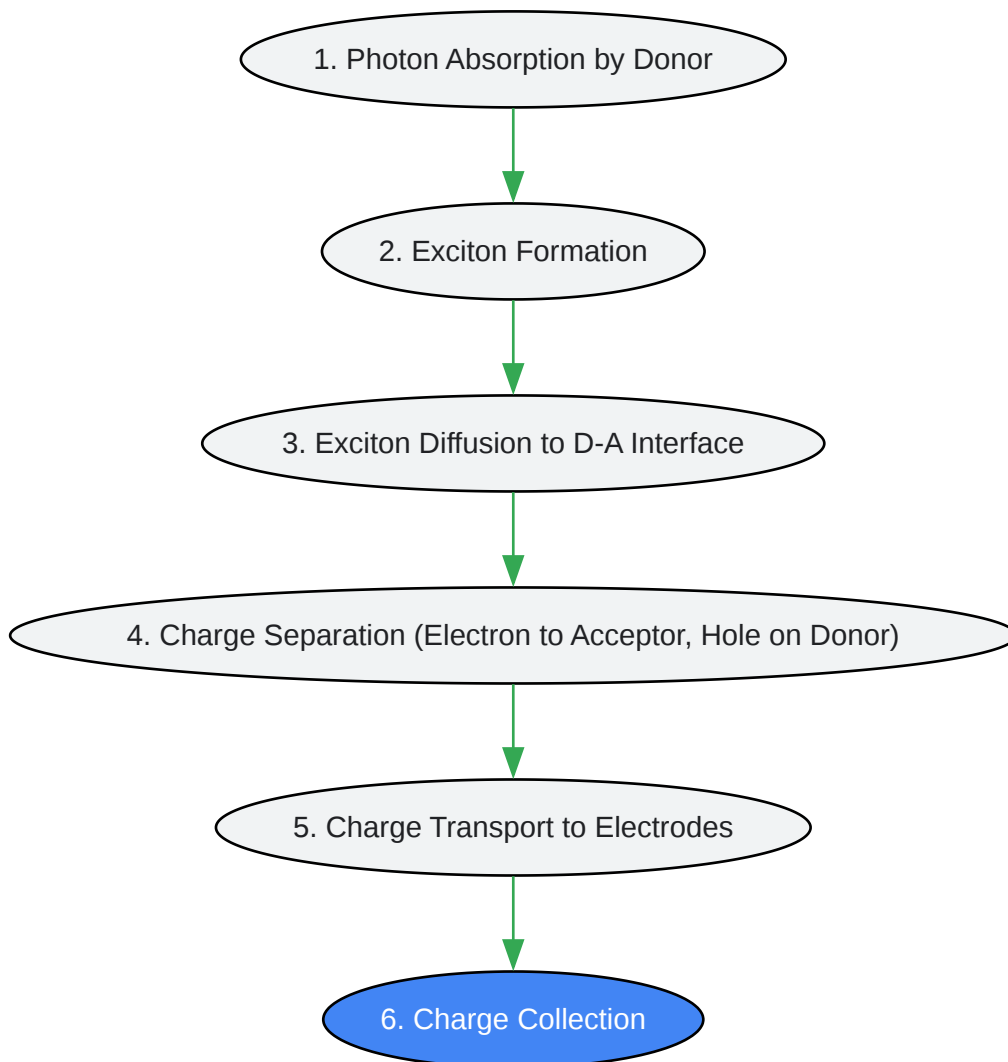 1. Photon Absorption by Donor
2. Exciton Formation
3. Exciton Diffusion to D-A Interface
4. Charge Separation (Electron to Acceptor, Hole on Donor)
5. Charge Transport to Electrodes
6. Charge Collection